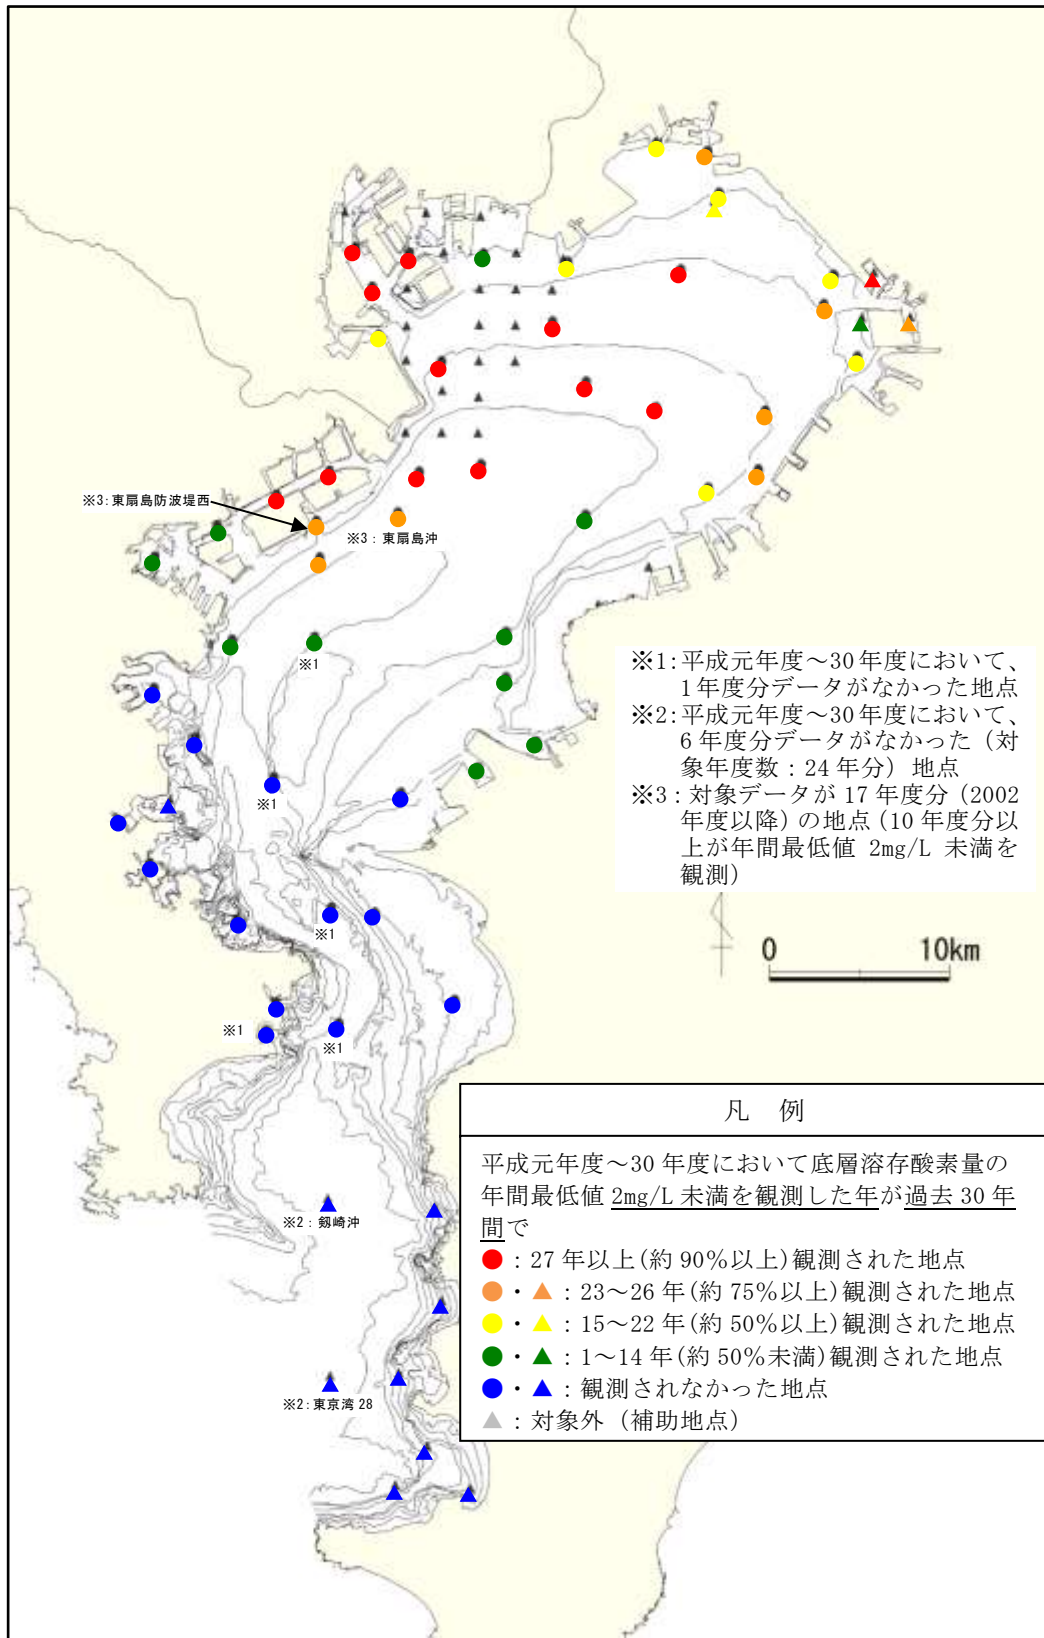 ※3:東扇島防波堤西
※3：東扇島沖
※1
※1:平成元年度～30年度において、
1年度分データがなかった地点
※2:平成元年度～30年度において、
6年度分データがなかった（対
象年度数：24年分）地点
※3：対象データが17年度分（2002
年度以降）の地点（10年度分以
上が年間最低値 2mg/L 未満を
観測）
※1
※1
0 10km
※1
※1
※2：剱崎沖
※2：東京湾28
凡 例
平成元年度～30年度において底層溶存酸素量の
年間最低値 2mg/L 未満を観測した年が過去30年
間で
●：27年以上(約90％以上)観測された地点
●・▲：23～26年(約75％以上)観測された地点
●・▲：15～22年(約50％以上)観測された地点
●・▲：1～14年(約50％未満)観測された地点
●・▲：観測されなかった地点
▲：対象外（補助地点）